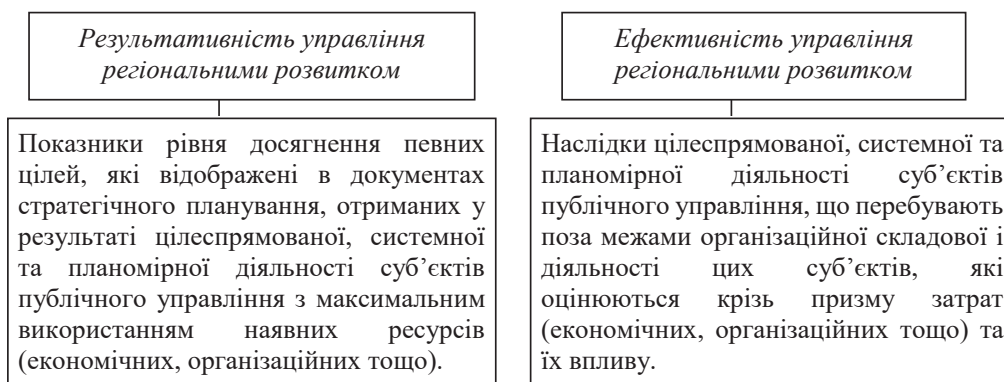 Результативність управління
регіональними розвитком
Показники рівня досягнення певних
цілей, які відображені в документах
стратегічного планування, отриманих у
результаті цілеспрямованої, системної
та планомірної діяльності суб’єктів
публічного управління з максимальним
використанням наявних ресурсів
(економічних, організаційних тощо).
Ефективність управління
регіональними розвитком
Наслідки цілеспрямованої, системної та
планомірної діяльності суб’єктів
публічного управління, що перебувають
поза межами організаційної складової і
діяльності цих суб’єктів, які
оцінюються крізь призму затрат
(економічних, організаційних тощо) та
їх впливу.